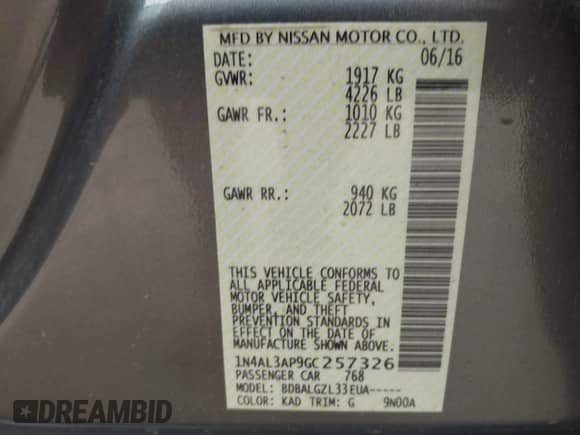 MFD BY NISSAN MOTOR CO., LTD.
DATE: 06/16
GVWR: 1917 KG
4226 LB
GAWR FR.: 1010 KG
2227 LB
GAWR RR.: 940 KG
2072 LB
THIS VEHICLE CONFORMS TO
ALL APPLICABLE FEDERAL
MOTOR VEHICLE SAFETY,
BUMPER, AND THEFT
PREVENTION STANDARDS IN
EFFECT ON THE DATE OF
MANUFACTURE SHOWN ABOVE.
1N4AL3AP9GC257326
PASSENGER CAR 768
MODEL: BDBALGZL33EUA-----
COLOR: KAD TRIM: G 9N00A
DREAMBID